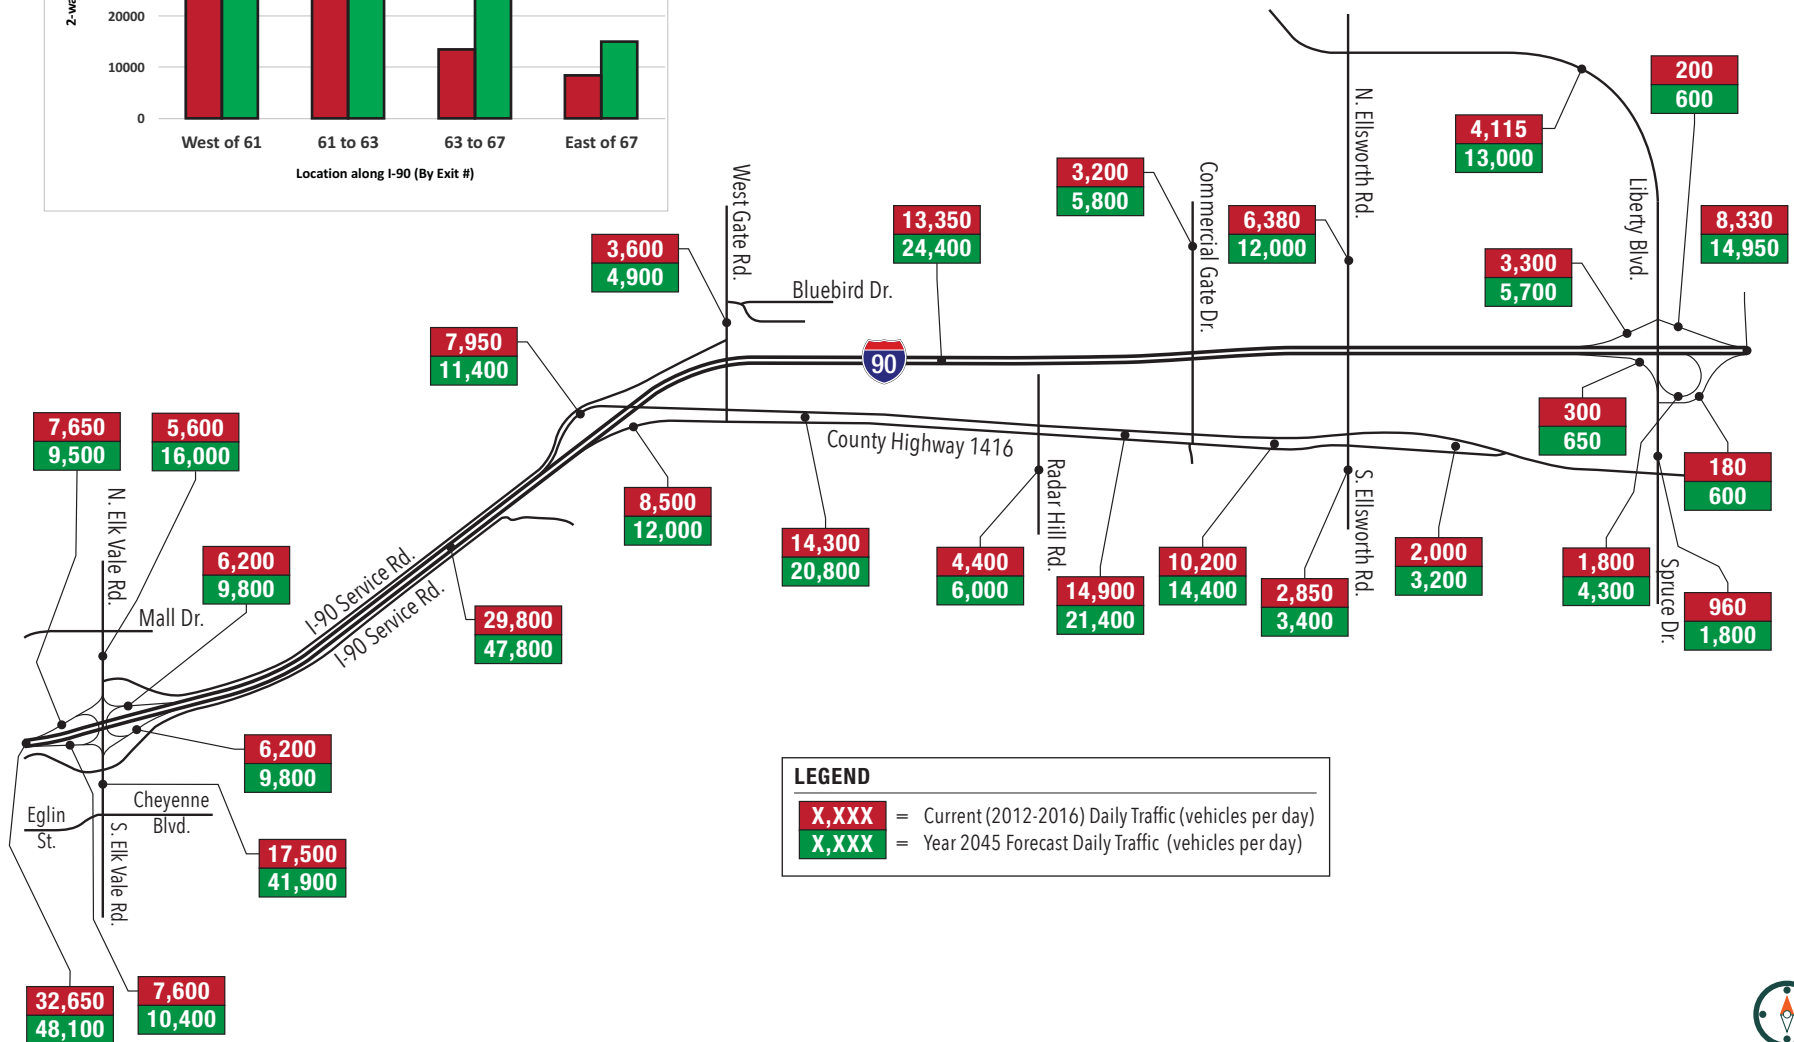 2-wa
20000
10000
0
West of 61
61 to 63
63 to 67
East of 67
Location along I-90 (By Exit #)
200
600
4,115
13,000
N. Ellsworth Rd.
Liberty Blvd.
3,200
5,800
Commercial Gate Dr.
West Gate Rd.
13,350
24,400
6,380
12,000
8,330
14,950
3,600
4,900
3,300
5,700
Bluebird Dr.
7,950
11,400
90
300
650
7,650
9,500
5,600
16,000
County Highway 1416
Radar Hill Rd.
S. Ellsworth Rd.
180
600
N. Elk Vale Rd.
8,500
12,000
14,300
20,800
4,400
6,000
14,900
21,400
10,200
14,400
2,850
3,400
2,000
3,200
1,800
4,300
Spruce Dr.
960
1,800
6,200
9,800
I-90 Service Rd.
I-90 Service Rd.
Mall Dr.
29,800
47,800
6,200
9,800
Eglin
St.
Cheyenne
Blvd.
S. Elk Vale Rd.
17,500
41,900
LEGEND
X,XXX = Current (2012-2016) Daily Traffic (vehicles per day)
X,XXX = Year 2045 Forecast Daily Traffic (vehicles per day)
32,650
48,100
7,600
10,400